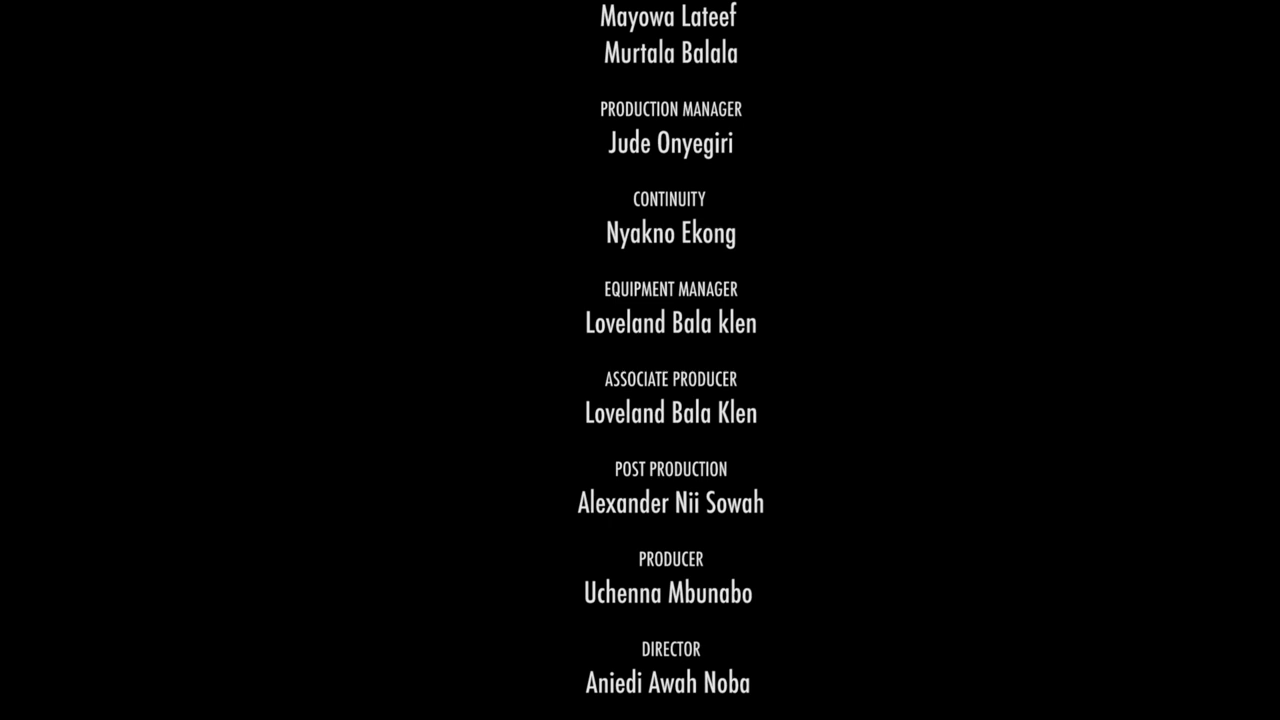 Mayowa Lateef
Murtala Balala
PRODUCTION MANAGER
Jude Onyegiri
CONTINUITY
Nyakno Ekong
EQUIPMENT MANAGER
Loveland Bala klen
ASSOCIATE PRODUCER
Loveland Bala Klen
POST PRODUCTION
Alexander Nii Sowah
PRODUCER
Uchenna Mbunabo
DIRECTOR
Aniedi Awah Noba